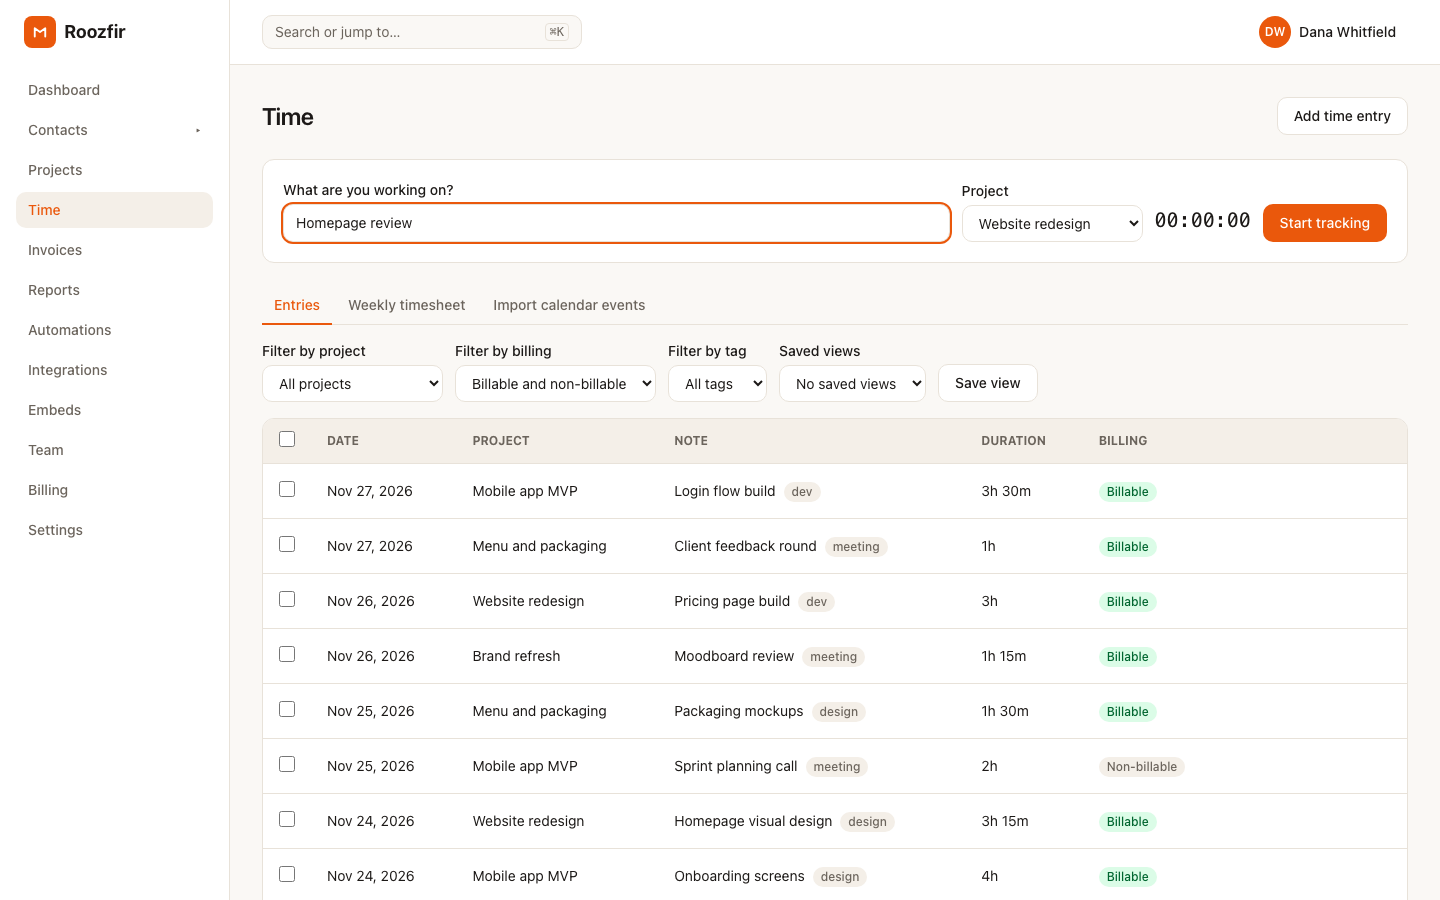 Roozfir
Search or jump to... ⌘K
DW Dana Whitfield
Dashboard
Contacts
Projects
Time
Invoices
Reports
Automations
Integrations
Embeds
Team
Billing
Settings
Time
Add time entry
What are you working on?
Homepage review
Project
Website redesign
00:00:00
Start tracking
Entries Weekly timesheet Import calendar events
Filter by project Filter by billing Filter by tag Saved views
All projects Billable and non-billable All tags No saved views Save view
DATE PROJECT NOTE DURATION BILLING
Nov 27, 2026 Mobile app MVP Login flow build dev 3h 30m Billable
Nov 27, 2026 Menu and packaging Client feedback round meeting 1h Billable
Nov 26, 2026 Website redesign Pricing page build dev 3h Billable
Nov 26, 2026 Brand refresh Moodboard review meeting 1h 15m Billable
Nov 25, 2026 Menu and packaging Packaging mockups design 1h 30m Billable
Nov 25, 2026 Mobile app MVP Sprint planning call meeting 2h Non-billable
Nov 24, 2026 Website redesign Homepage visual design design 3h 15m Billable
Nov 24, 2026 Mobile app MVP Onboarding screens design 4h Billable